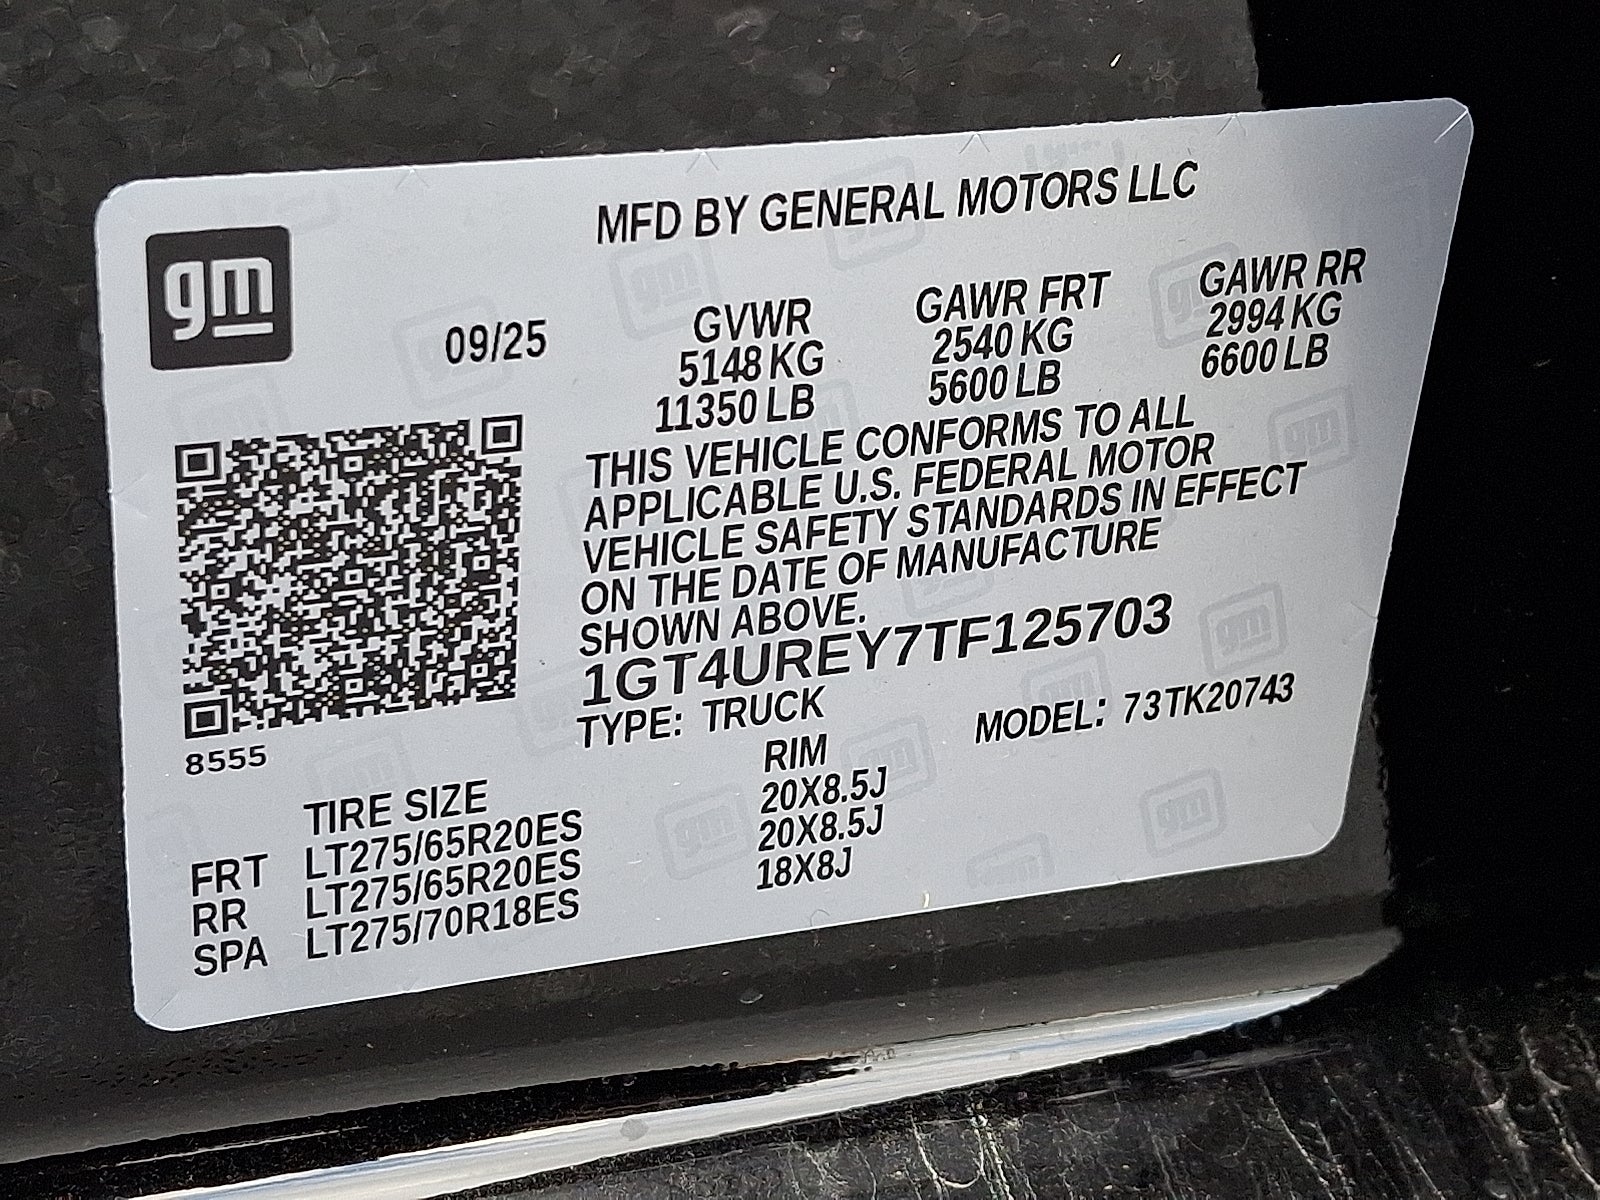 MFD BY GENERAL MOTORS LLC
gm
09/25
GVWR
5148 KG
11350 LB
GAWR FRT
2540 KG
5600 LB
GAWR RR
2994 KG
6600 LB
THIS VEHICLE CONFORMS TO ALL
APPLICABLE U.S. FEDERAL MOTOR
VEHICLE SAFETY STANDARDS IN EFFECT
ON THE DATE OF MANUFACTURE
SHOWN ABOVE.
1GT4UREY7TF125703
TYPE: TRUCK
MODEL: 73TK20743
8555
TIRE SIZE RIM
FRT LT275/65R20ES 20X8.5J
RR LT275/65R20ES 20X8.5J
SPA LT275/70R18ES 18X8J